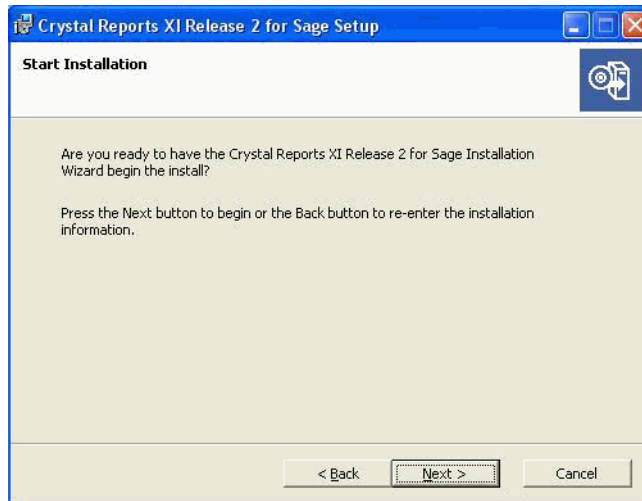 Crystal Reports XI Release 2 for Sage Setup
Start Installation
Are you ready to have the Crystal Reports XI Release 2 for Sage Installation
Wizard begin the install?
Press the Next button to begin or the Back button to re-enter the installation
information.
< Back Next > Cancel